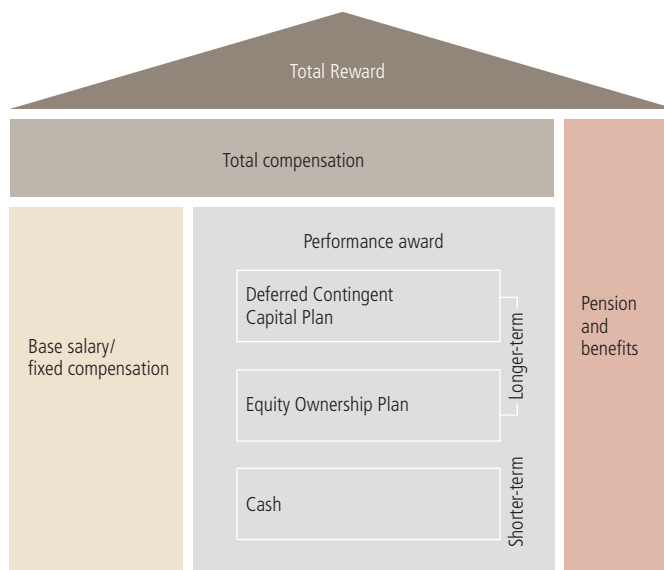 Total Reward
Total compensation
Base salary/
fixed compensation
Performance award
Deferred Contingent
Capital Plan
Equity Ownership Plan
Longer-term
Cash
Shorter-term
Pension
and
benefits